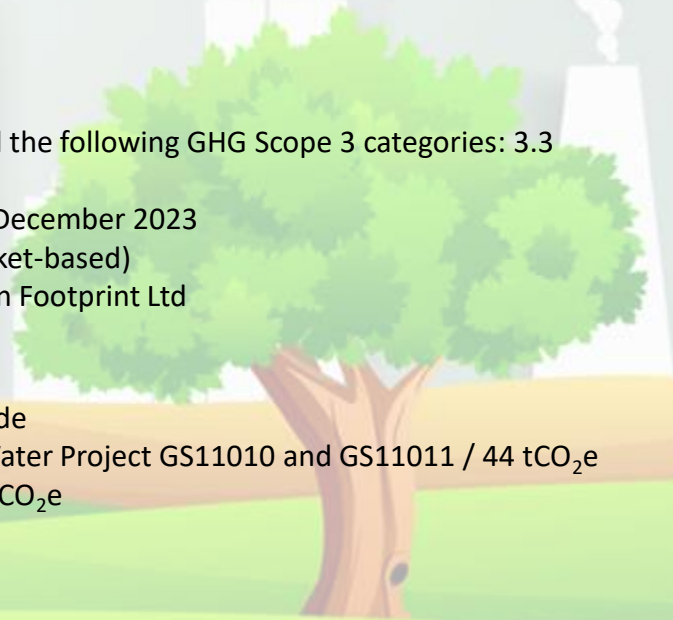 the following GHG Scope 3 categories: 3.3
December 2023
ket-based)
n Footprint Ltd
de
ater Project GS11010 and GS11011 / 44 tCO₂e
CO₂e